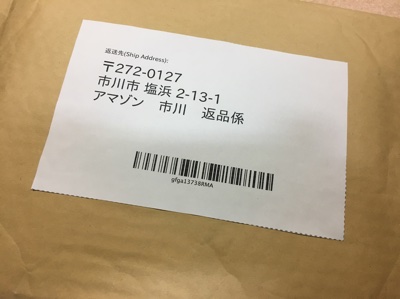 返送先(Ship Address):
〒272-0127
市川市 塩浜 2-13-1
アマゾン　市川　返品係
gfga13738RMA